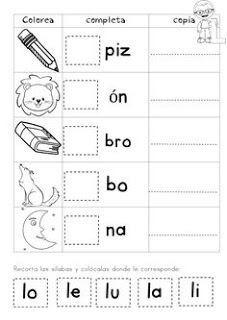 Colorea completa copia
piz
ón
bro
bo
na
Recorta las sílabas y colócalas donde le corresponde:
lo le lu la li